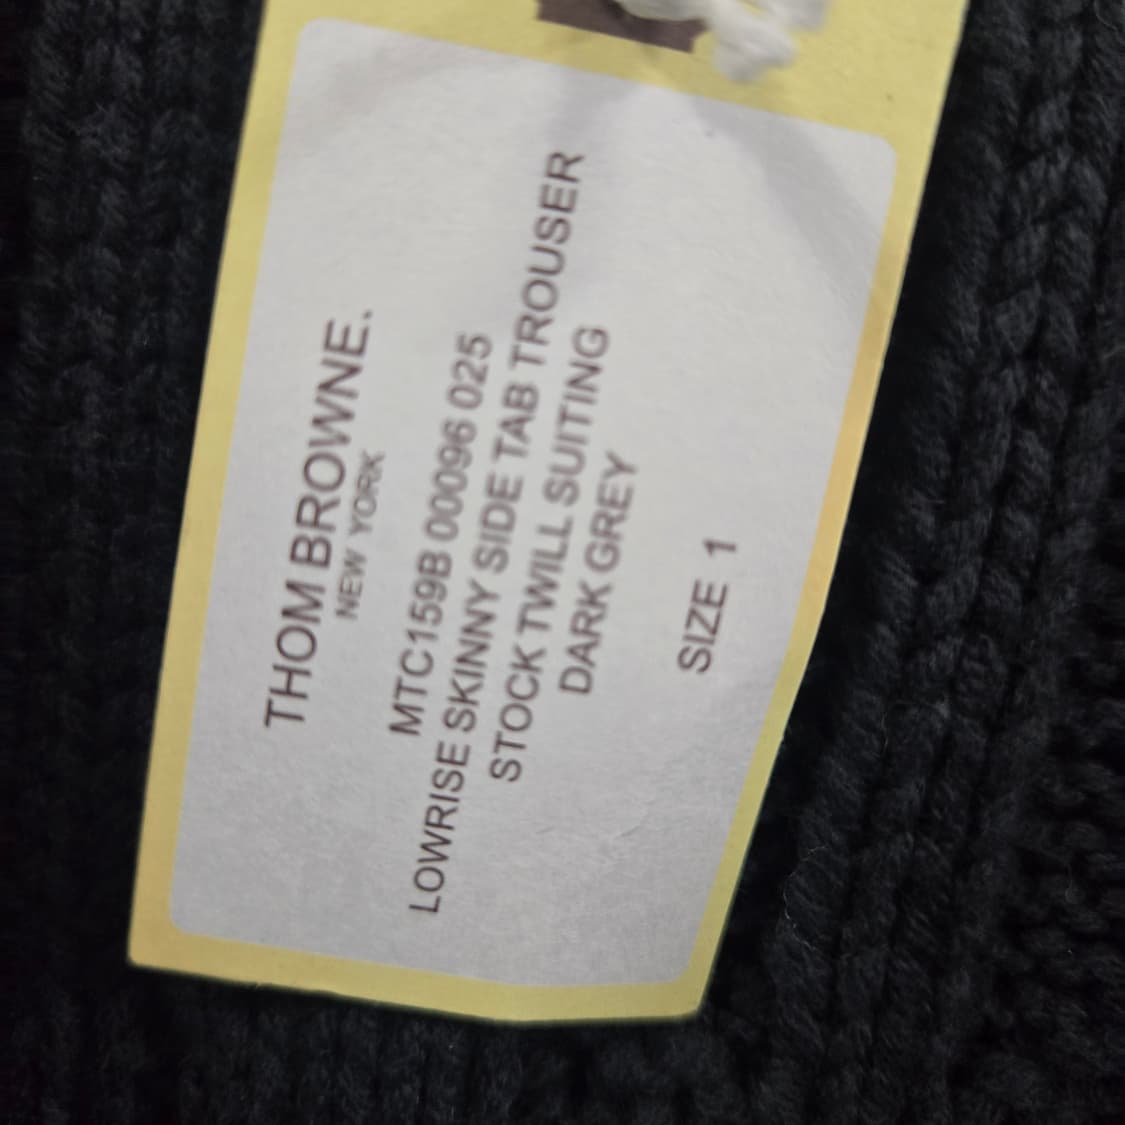 THOM BROWNE.
NEW YORK
MTC159B 00096 025
LOWRISE SKINNY SIDE TAB TROUSER
STOCK TWILL SUITING
DARK GREY
SIZE 1